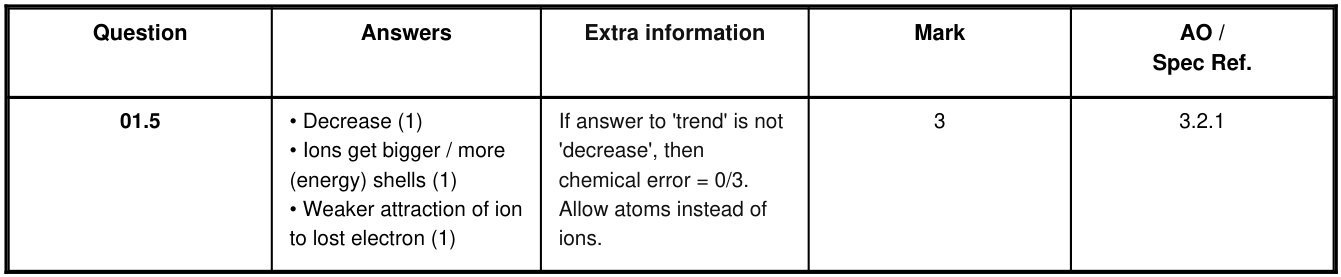 Question
Answers
Extra information
Mark
AO /
Spec Ref.
01.5
• Decrease (1)
• Ions get bigger / more
(energy) shells (1)
• Weaker attraction of ion
to lost electron (1)
If answer to 'trend' is not
'decrease', then
chemical error = 0/3.
Allow atoms instead of
ions.
3
3.2.1